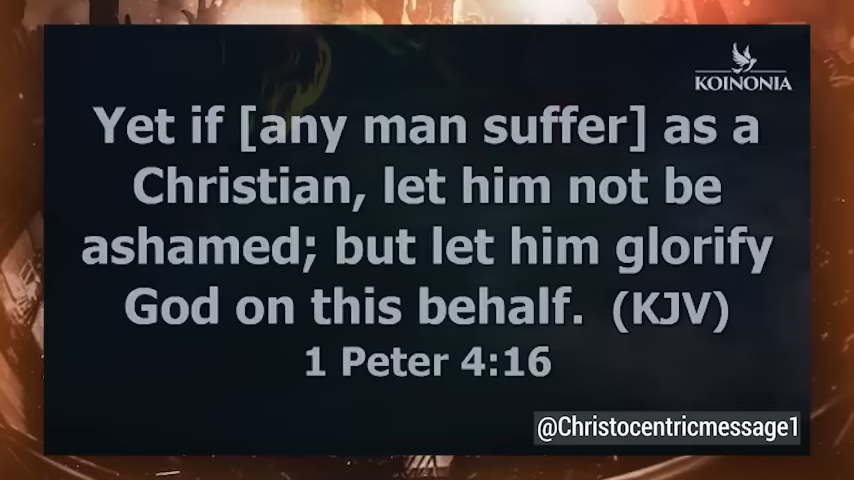 KOINONIA
Yet if [any man suffer] as a
Christian, let him not be
ashamed; but let him glorify
God on this behalf. (KJV)
1 Peter 4:16
@Christocentricmessage1